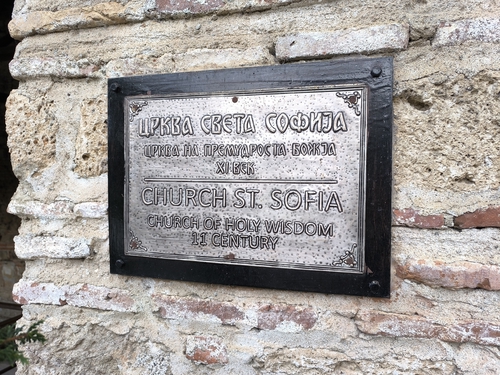 ЦРКВА СВЕТА СОФИЈА
ЦРКВА НА ПРЕМУДРОСТА БОЖЈА
XI ВЕК
CHURCH ST. SOFIA
CHURCH OF HOLY WISDOM
11 CENTURY